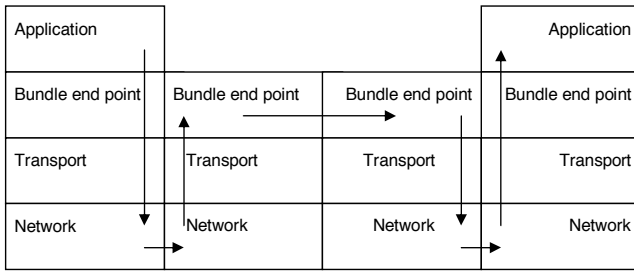 Application Application
Bundle end point Bundle end point Bundle end point Bundle end point
Transport Transport Transport Transport
Network Network Network Network